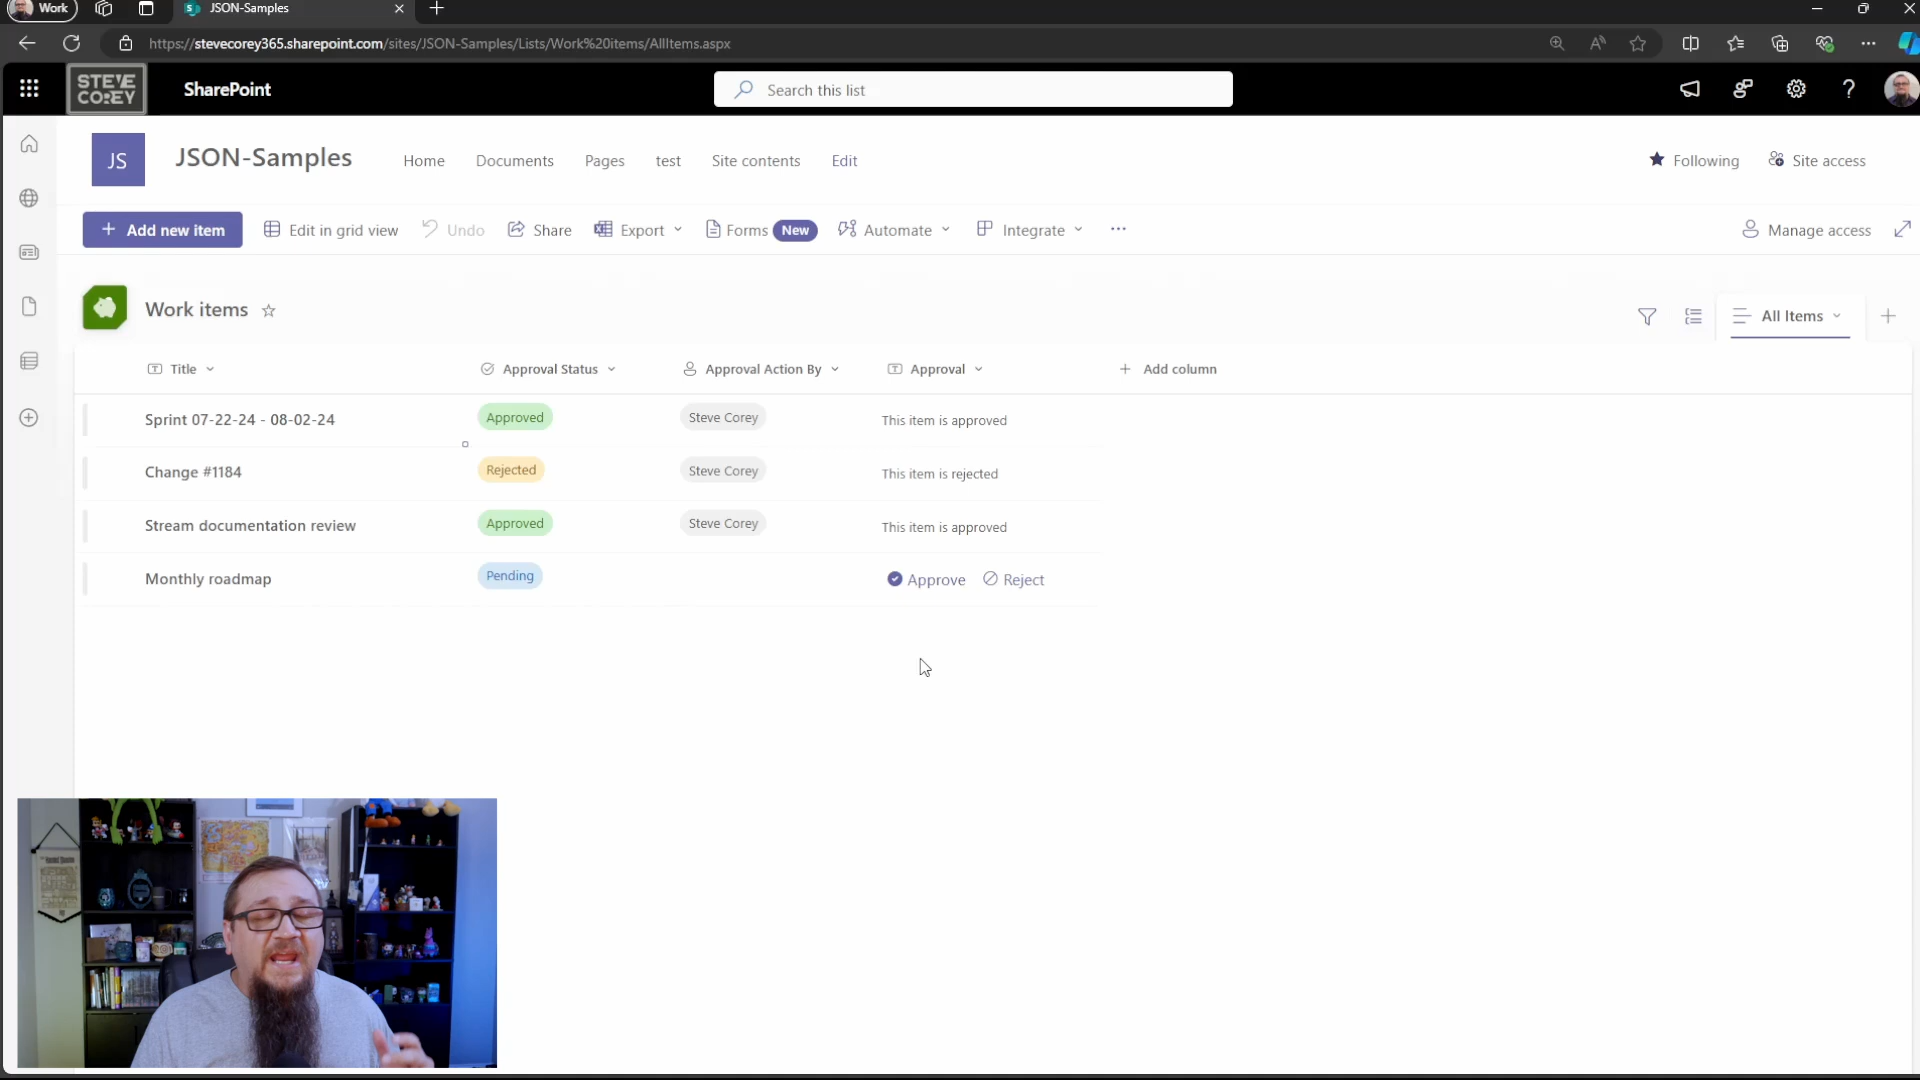 Work
JSON-Samples
https://stevecorey365.sharepoint.com/sites/JSON-Samples/Lists/Work%20items/AllItems.aspx
STEVE COREY
SharePoint
Search this list
JS
JSON-Samples
Home
Documents
Pages
test
Site contents
Edit
Following
Site access
Add new item
Edit in grid view
Undo
Share
Export
Forms
New
Automate
Integrate
Manage access
Work items
All Items
Title
Approval Status
Approval Action By
Approval
Add column
Sprint 07-22-24 - 08-02-24
Approved
Steve Corey
This item is approved
Change #1184
Rejected
Steve Corey
This item is rejected
Stream documentation review
Approved
Steve Corey
This item is approved
Monthly roadmap
Pending
Approve
Reject